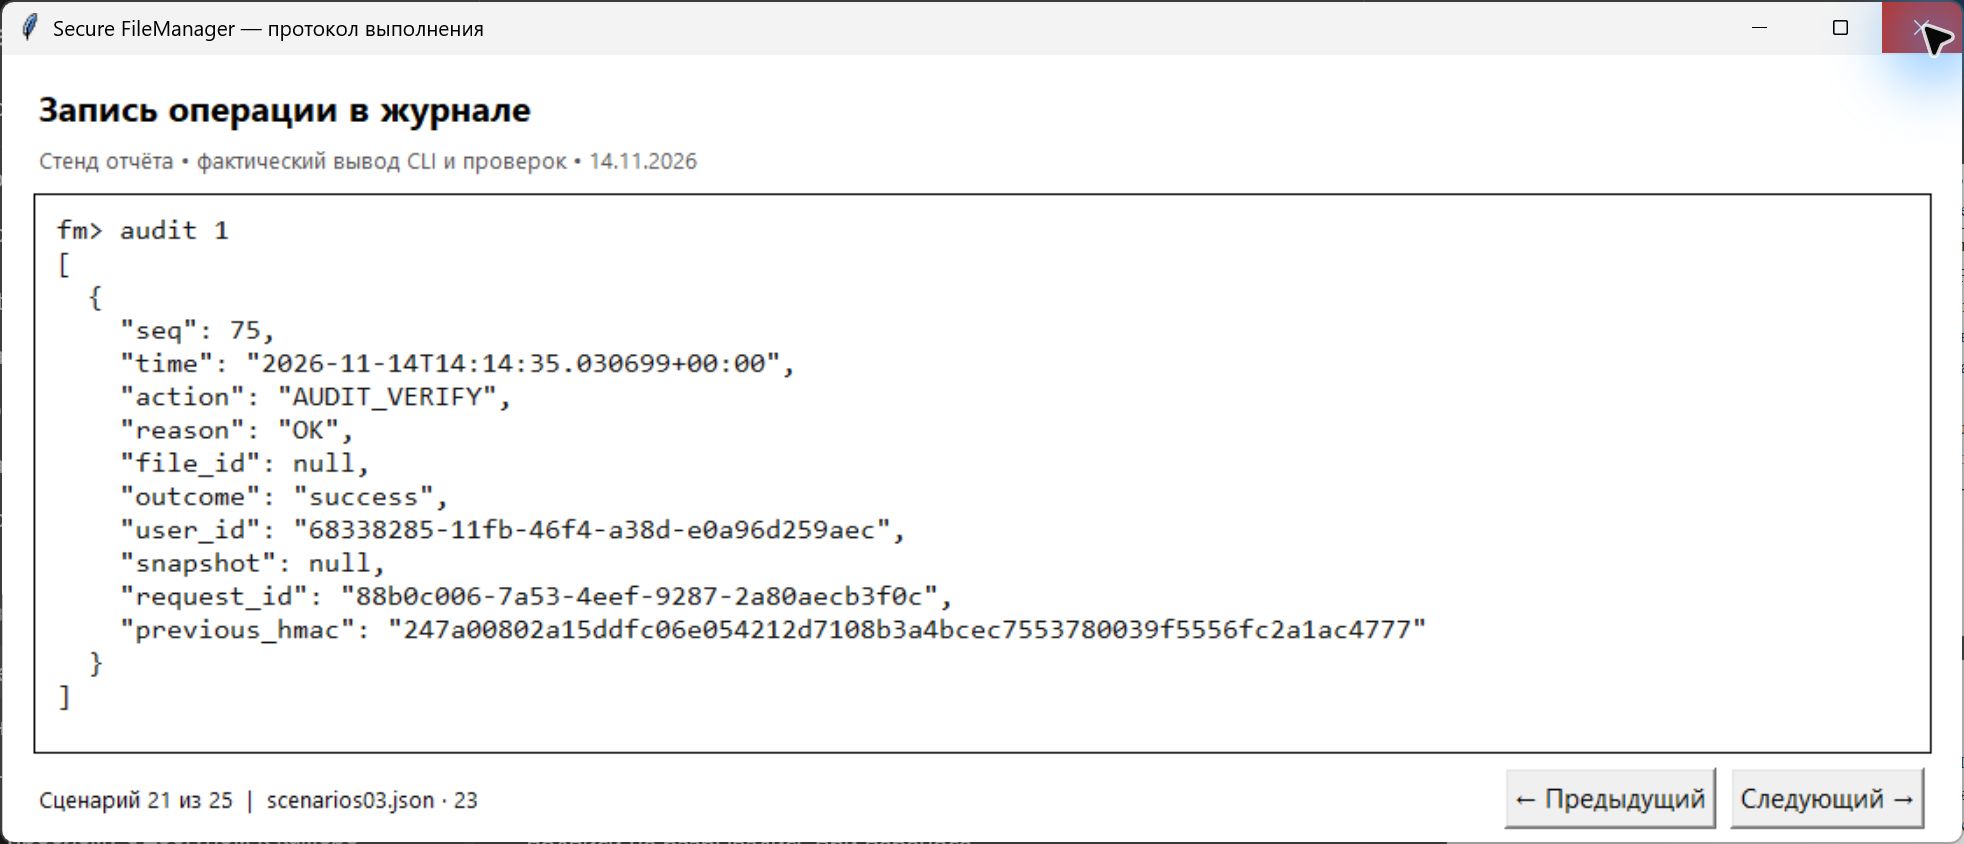 Secure FileManager — протокол выполнения
Запись операции в журнале
Стенд отчёта • фактический вывод CLI и проверок • 14.11.2026
fm> audit 1
[
  {
    "seq": 75,
    "time": "2026-11-14T14:14:35.030699+00:00",
    "action": "AUDIT_VERIFY",
    "reason": "OK",
    "file_id": null,
    "outcome": "success",
    "user_id": "68338285-11fb-46f4-a38d-e0a96d259aec",
    "snapshot": null,
    "request_id": "88b0c006-7a53-4eef-9287-2a80aecb3f0c",
    "previous_hmac": "247a00802a15ddfc06e054212d7108b3a4bcec7553780039f5556fc2a1ac4777"
  }
]
Сценарий 21 из 25 | scenarios03.json · 23
← Предыдущий
Следующий →